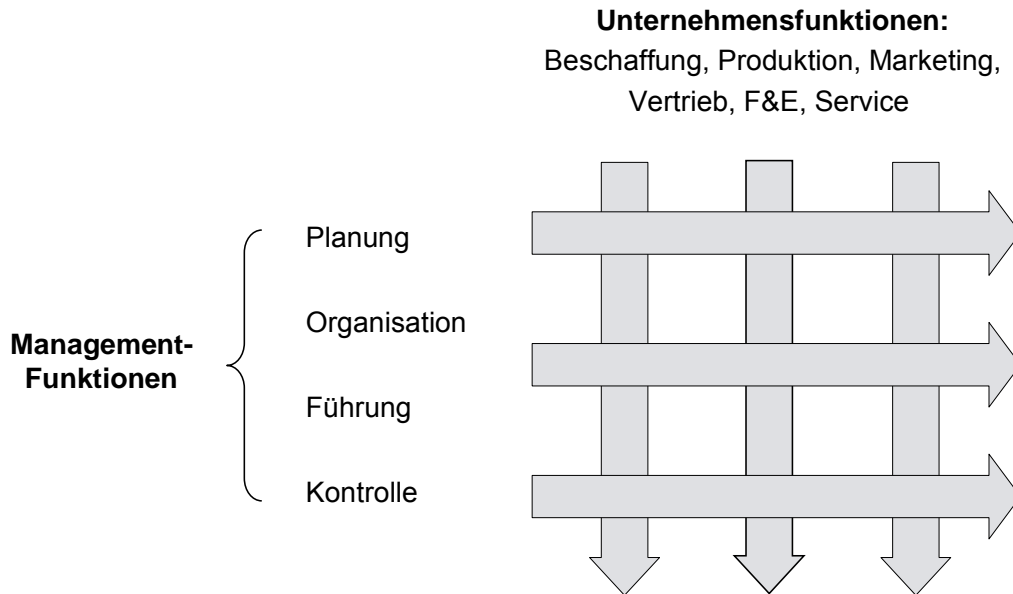 Unternehmensfunktionen:
Beschaffung, Produktion, Marketing,
Vertrieb, F&E, Service
Planung
Organisation
Management-
Funktionen
Führung
Kontrolle